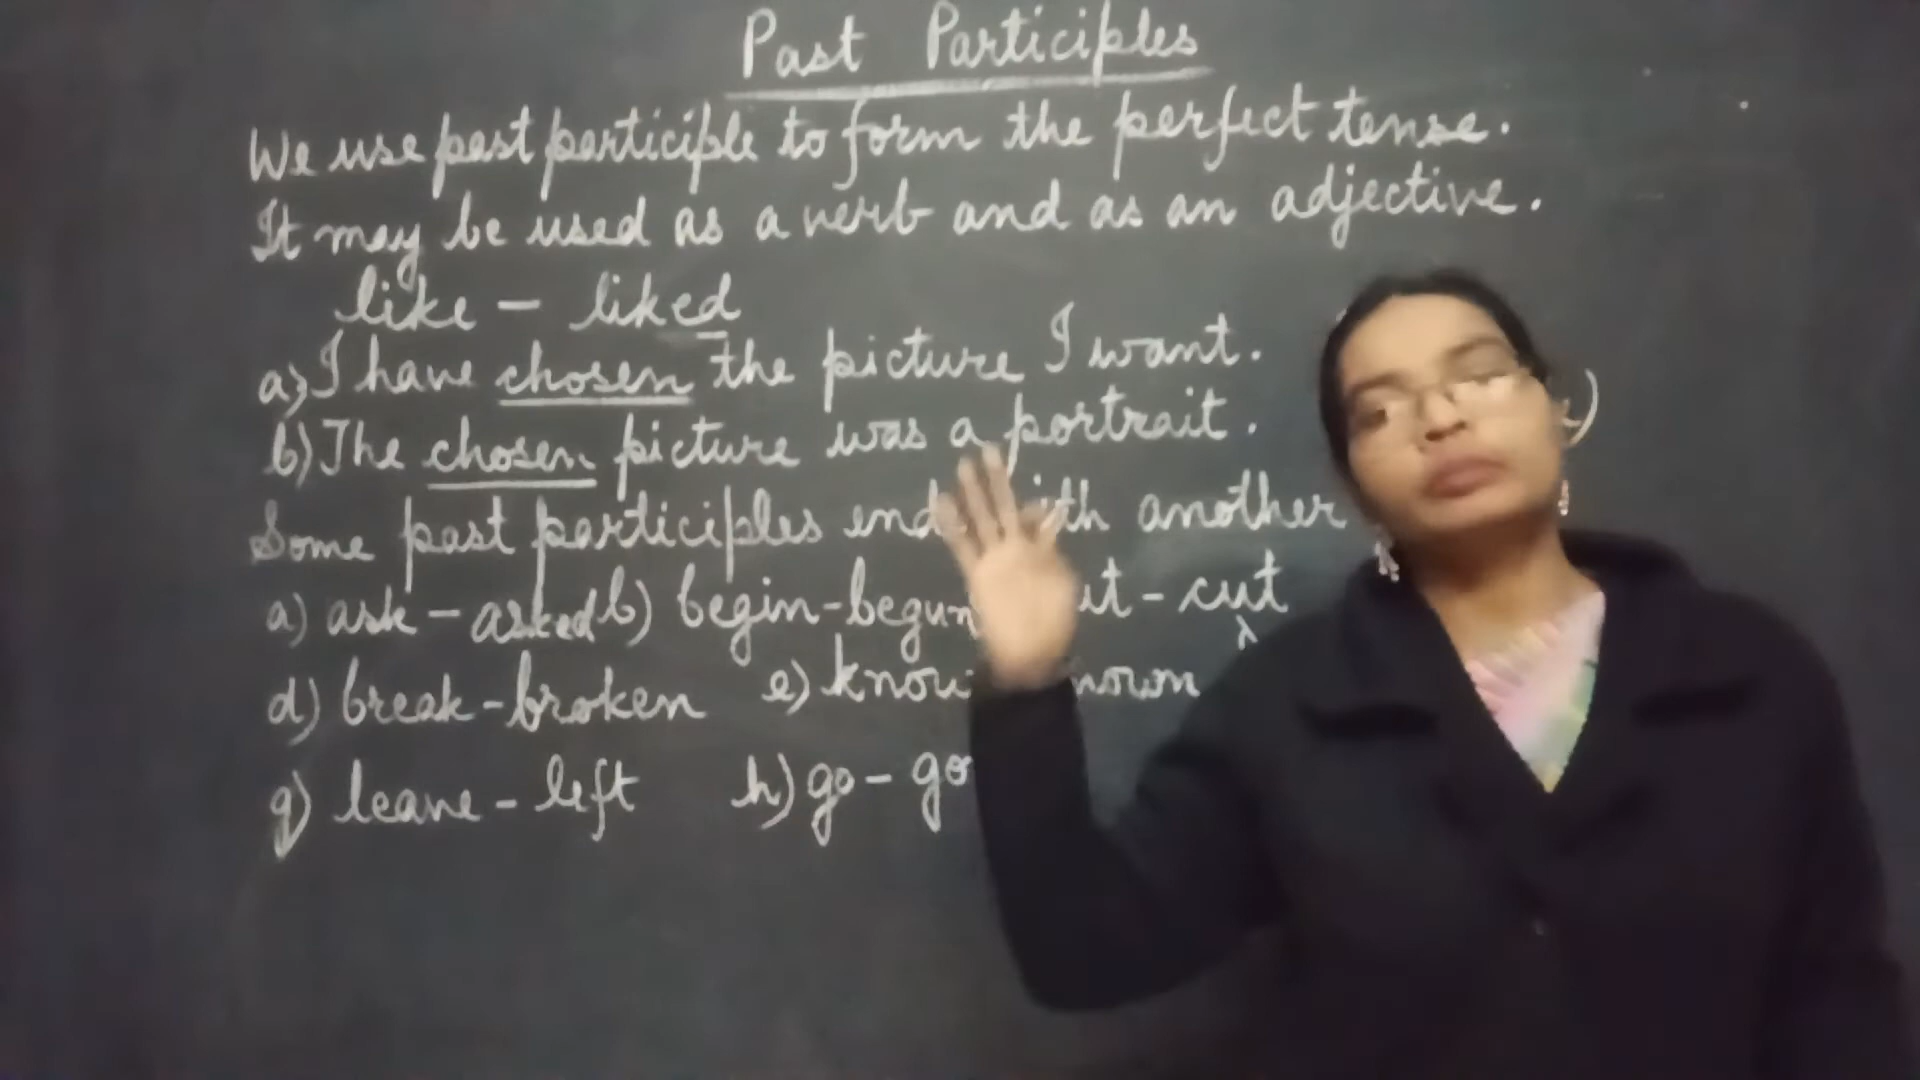 Past Participles
We use past participle to form the perfect tense.
It may be used as a verb and as an adjective.
like - liked
a) I have chosen the picture I want.
b) The chosen picture was a portrait.
Some past participles end with another
a) ask - asked b) begin - begun - cut
d) break - broken e) know
g) leave - left h) go -